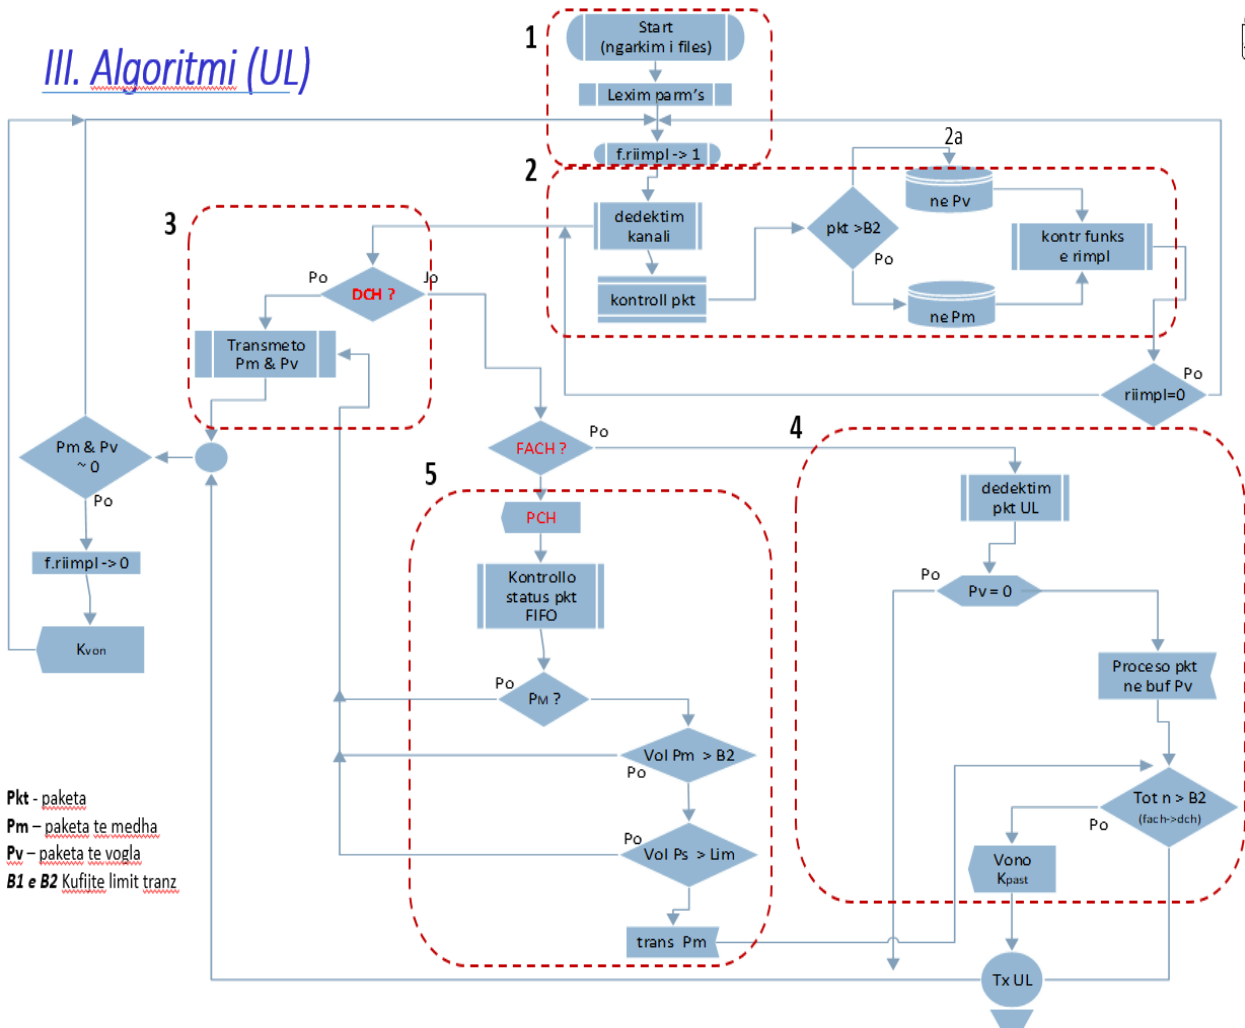 III. Algoritmi (UL)
1
Start
(ngarkim i files)
Lexim parm's
f.riimpl -> 1
2
2a
dedektim
kanali
kontroll pkt
pkt >B2
Po
ne Pv
ne Pm
kontr funks
e rimpl
riimpl=0
Po
3
Po
Jo
DCH ?
Transmeto
Pm & Pv
Pm & Pv
~ 0
Po
f.riimpl -> 0
Kvon
FACH ?
Po
4
dedektim
pkt UL
Po
Pv = 0
Proceso pkt
ne buf Pv
Tot n > B2
(fach->dch)
Po
Vono
Kpast
Tx UL
5
PCH
Kontrollo
status pkt
FIFO
Po
PM ?
Vol Pm > B2
Po
Po
Vol Ps > Lim
trans Pm
Pkt - paketa
Pm – paketa te medha
Pv – paketa te vogla
B1 e B2 Kufijte limit tranz